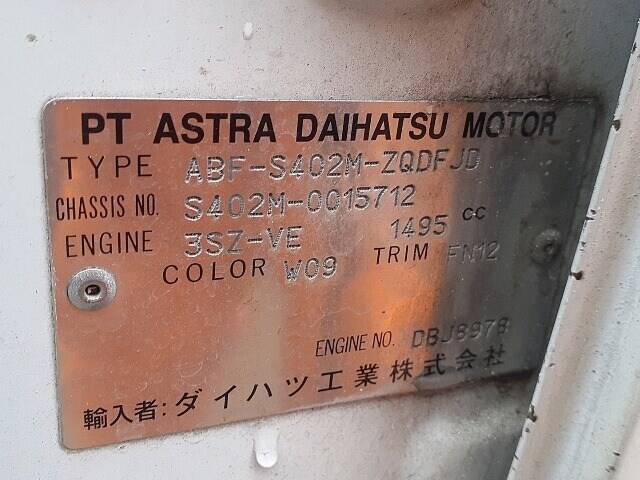 PT ASTRA DAIHATSU MOTOR
TYPE ABF-S402M-ZQDFJD
CHASSIS NO. S402M-0015712
ENGINE 3SZ-VE 1495 cc
COLOR W09 TRIM FN12
ENGINE NO. DBJ8978
輸入者: ダイハツ工業株式会社